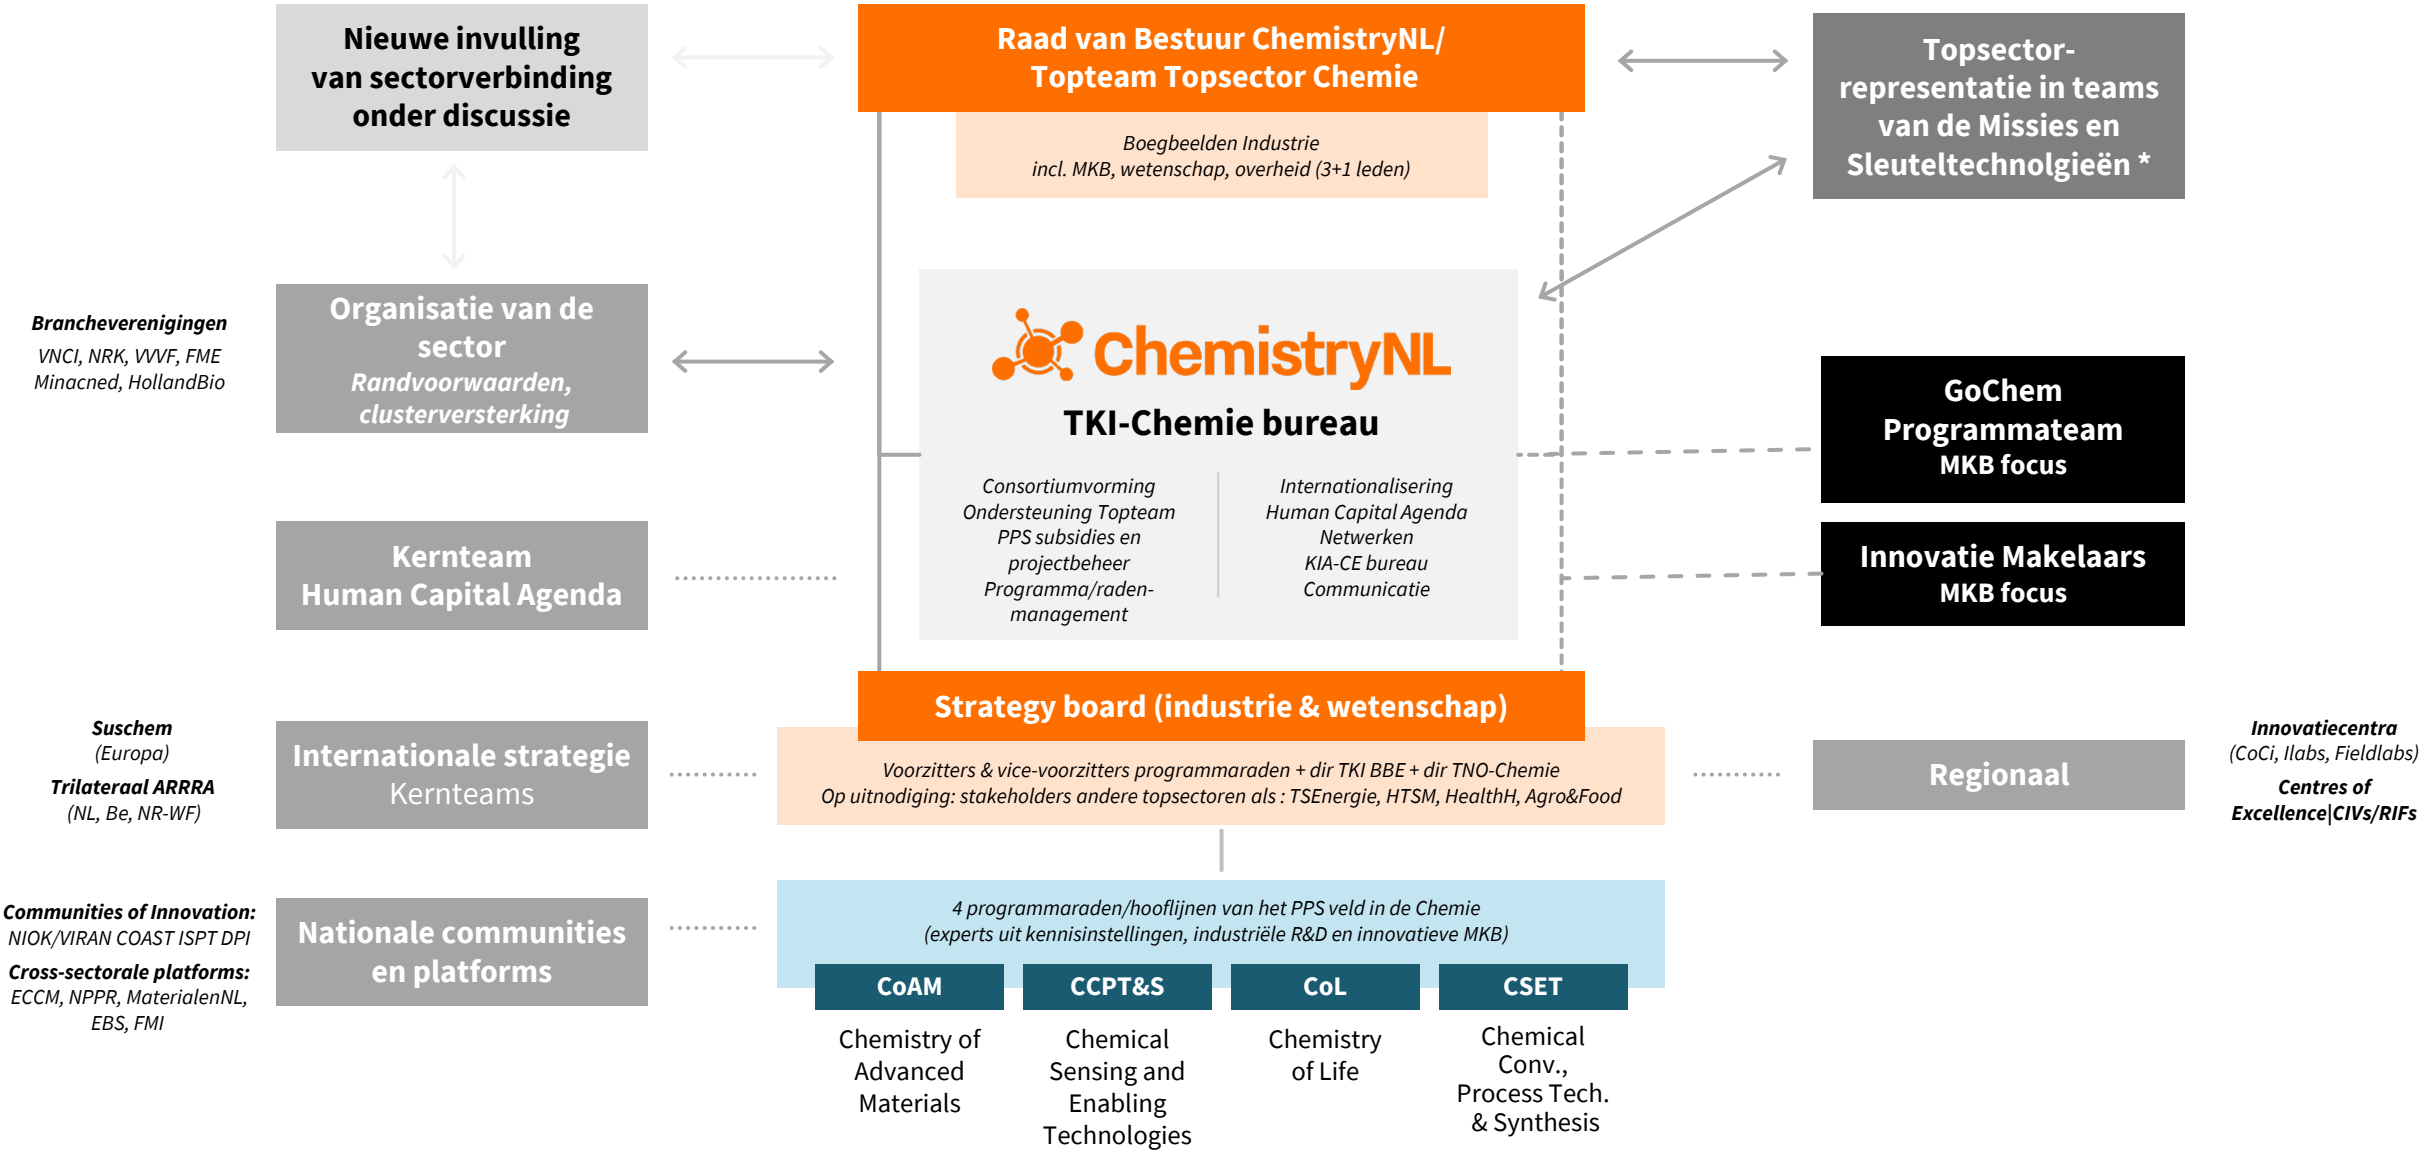 Nieuwe invulling
van sectorverbinding
onder discussie
Raad van Bestuur ChemistryNL/
Topteam Topsector Chemie
Boegbeelden Industrie
incl. MKB, wetenschap, overheid (3+1 leden)
Topsector-
representatie in teams
van de Missies en
Sleuteltechnolgieën *
Brancheverenigingen
VNCI, NRK, VVVF, FME
Minacned, HollandBio
Organisatie van de
sector
Randvoorwaarden,
clusterversterking
ChemistryNL
TKI-Chemie bureau
Consortiumvorming
Ondersteuning Topteam
PPS subsidies en
projectbeheer
Programma/raden-
management
Internationalisering
Human Capital Agenda
Netwerken
KIA-CE bureau
Communicatie
GoChem
Programmateam
MKB focus
Innovatie Makelaars
MKB focus
Kernteam
Human Capital Agenda
Strategy board (industrie & wetenschap)
Voorzitters & vice-voorzitters programmaraden + dir TKI BBE + dir TNO-Chemie
Op uitnodiging: stakeholders andere topsectoren als : TSEnergie, HTSM, HealthH, Agro&Food
Suschem
(Europa)
Trilateraal ARRRA
(NL, Be, NR-WF)
Internationale strategie
Kernteams
Regionaal
Innovatiecentra
(CoCi, Ilabs, Fieldlabs)
Centres of
Excellence|CIVs/RIFs
Communities of Innovation:
NIOK/VIRAN COAST ISPT DPI
Cross-sectorale platforms:
ECCM, NPPR, MaterialenNL,
EBS, FMI
Nationale communities
en platforms
4 programmaraden/hooflijnen van het PPS veld in de Chemie
(experts uit kennisinstellingen, industriële R&D en innovatieve MKB)
CoAM
Chemistry of
Advanced
Materials
CCPT&S
Chemical
Sensing and
Enabling
Technologies
CoL
Chemistry
of Life
CSET
Chemical
Conv.,
Process Tech.
& Synthesis